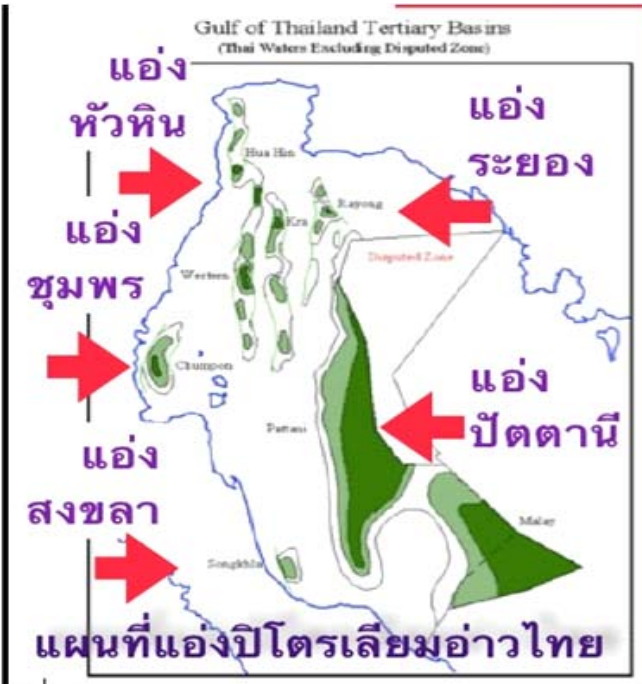 Gulf of Thailand Tertiary Basins
(Thai Waters Excluding Disputed Zone)
แอ่ง
หัวหิน
แอ่ง
ระยอง
Hua Hin
Rayong
Kra
แอ่ง
ชุมพร
Disputed Zone
Western
Chumpon
แอ่ง
ปัตตานี
Pattani
แอ่ง
สงขลา
Malay
Songkhla
แผนที่แอ่งปิโตรเลียมอ่าวไทย